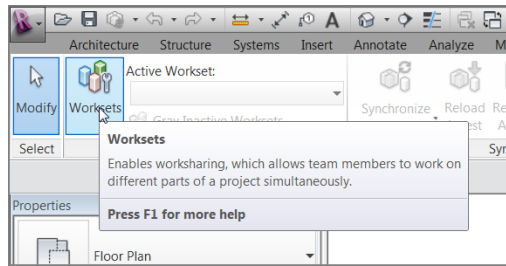 Architecture Structure Systems Insert Annotate Analyze M
Active Workset:
Modify Worksets Gray Inactive Worksets Synchronize Reload Re
Select Syn
Worksets
Enables worksharing, which allows team members to work on
different parts of a project simultaneously.
Press F1 for more help
Properties
Floor Plan